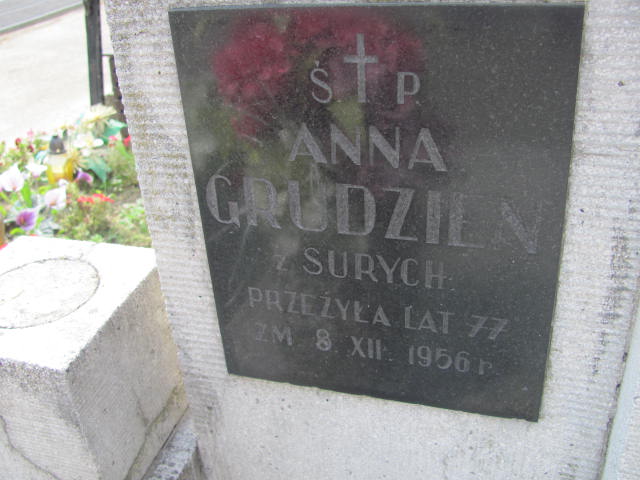 Ś † P
ANNA
GRUDZIEŃ
Z SURYCH
PRZEŻYŁA LAT 77
ZM 8. XII. 1956 r.